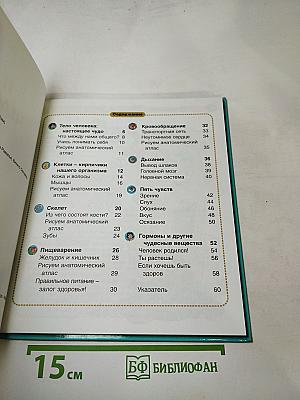 Содержание
Тело человека:
настоящее чудо 6
Что между нами общего? 8
Учись понимать себя 10
Рисуем анатомический
атлас 11
Клетки – кирпичики
нашего организма 12
Кожа и волосы 14
Мышцы 16
Рисуем анатомический
атлас 19
Скелет 20
Из чего состоят кости? 22
Рисуем анатомический
атлас 23
Зубы 24
Пищеварение 26
Желудок и кишечник 28
Рисуем анатомический
атлас 29
Правильное питание –
залог здоровья! 30
Кровообращение 32
Транспортная сеть 33
Неутомимое сердце 34
Рисуем анатомический
атлас 35
Дыхание 36
Вывод шлаков 38
Головной мозг 39
Нервная система 40
Пять чувств
Зрение 42
Слух 44
Обоняние 46
Вкус 48
Осязание 50
Гормоны и другие
чудесные вещества 52
Человек родился! 54
Ты растешь! 56
Если хочешь быть
здоров 58
Указатель 60
15 см
БФ БИБЛИОФАН